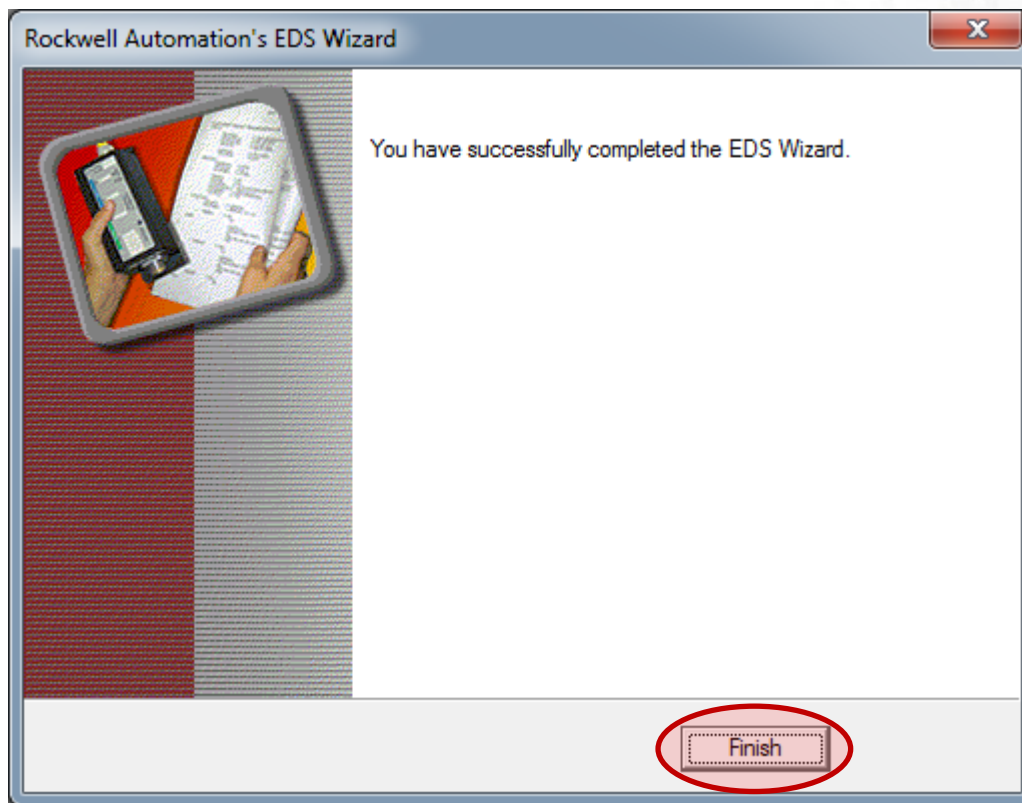 Rockwell Automation's EDS Wizard
You have successfully completed the EDS Wizard.
Finish